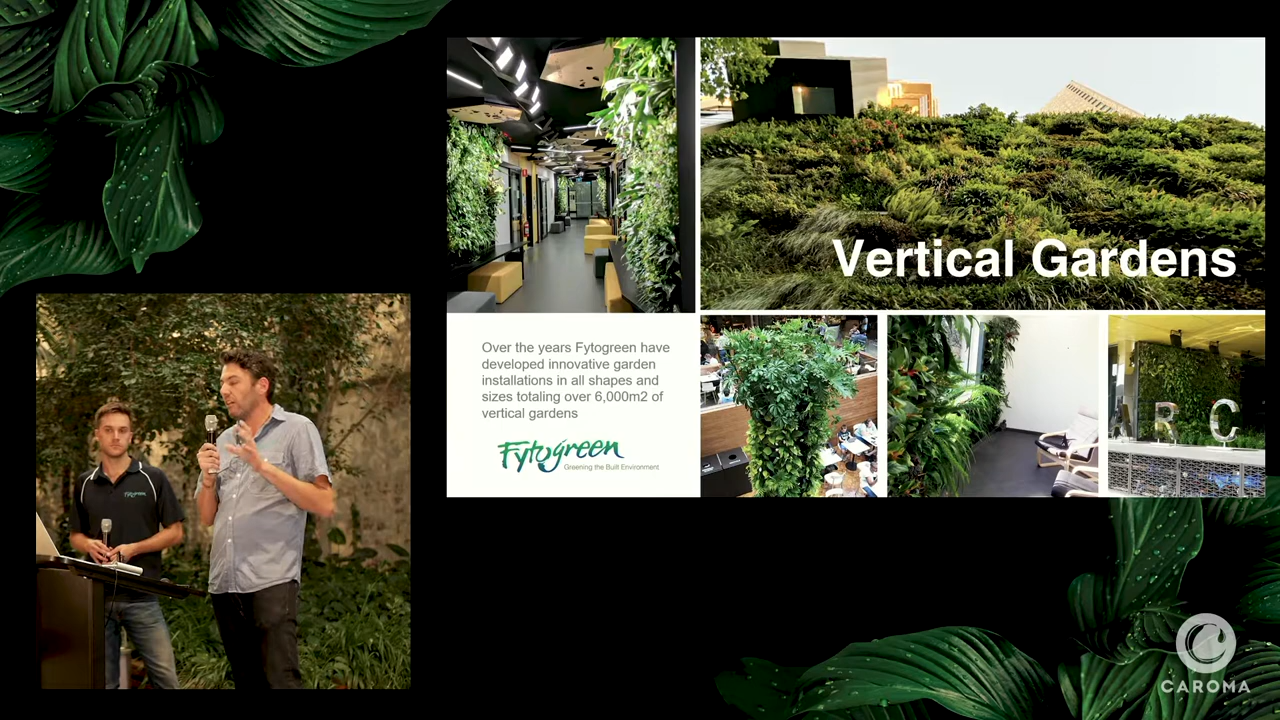 Vertical Gardens
Over the years Fytogreen have
developed innovative garden
installations in all shapes and
sizes totaling over 6,000m2 of
vertical gardens
Fytogreen
Greening the Built Environment
Fytogreen
R C
CAROMA